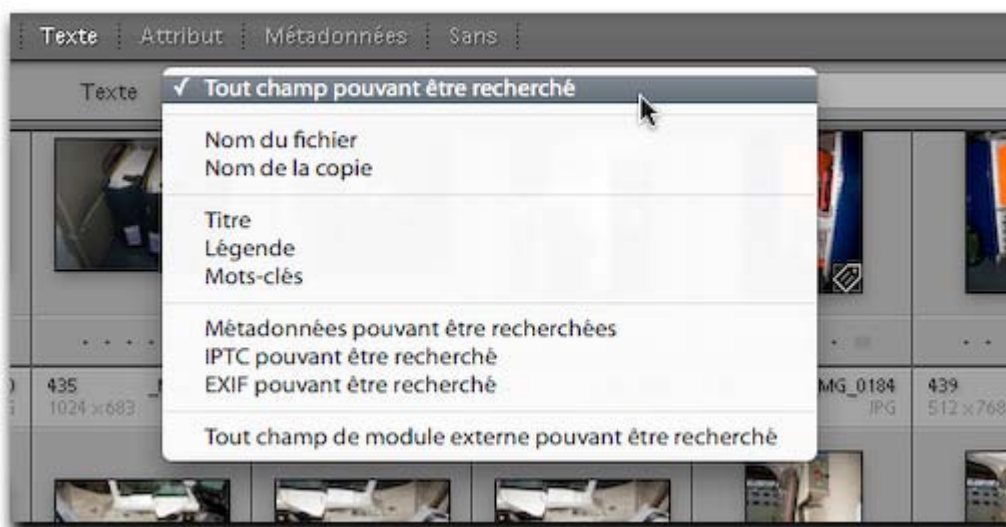 Texte Attribut Métadonnées Sans
Texte
✓ Tout champ pouvant être recherché
Nom du fichier
Nom de la copie
Titre
Légende
Mots-clés
Métadonnées pouvant être recherchées
IPTC pouvant être recherché
EXIF pouvant être recherché
Tout champ de module externe pouvant être recherché
435
MG_0184
439
1024 x 683
JPG
512 x 768